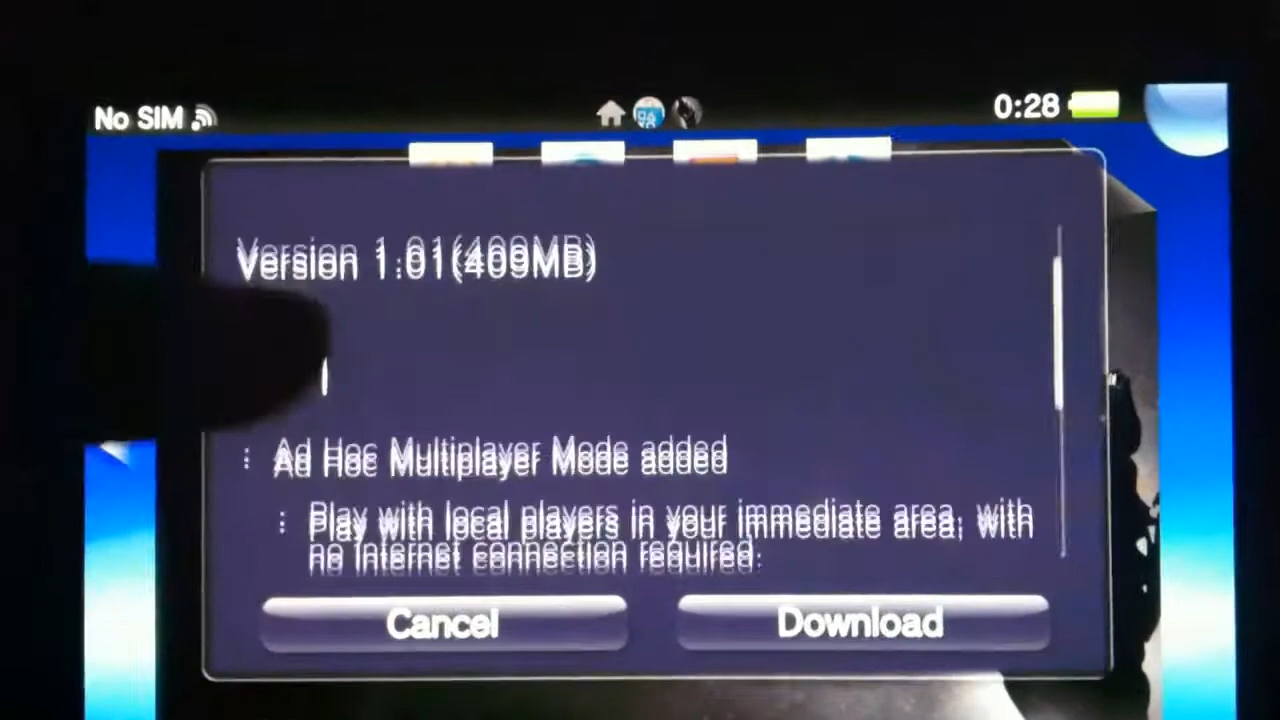 No SIM
0:28
Version 1.01(409MB)
Ad Hoc Multiplayer Mode added
Play with local players in your immediate area, with
no Internet connection required.
Cancel
Download